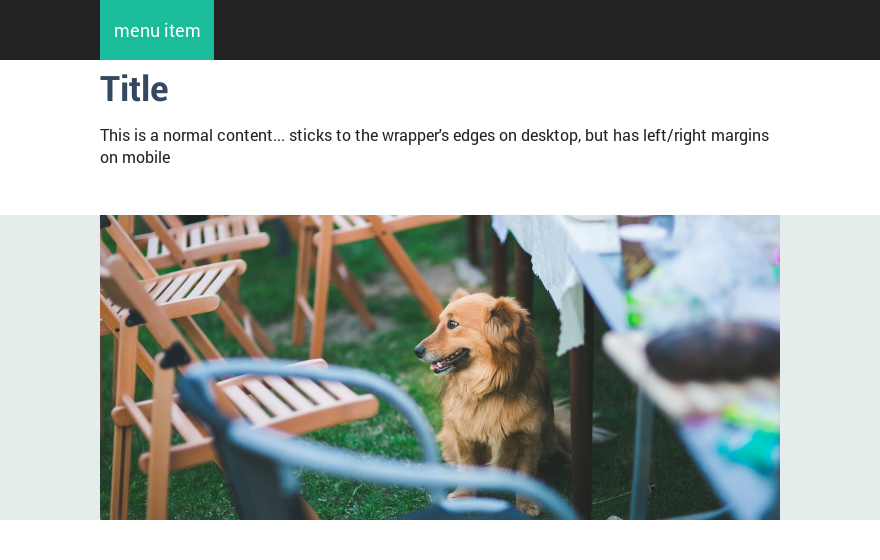 menu item
Title
This is a normal content... sticks to the wrapper's edges on desktop, but has left/right margins
on mobile